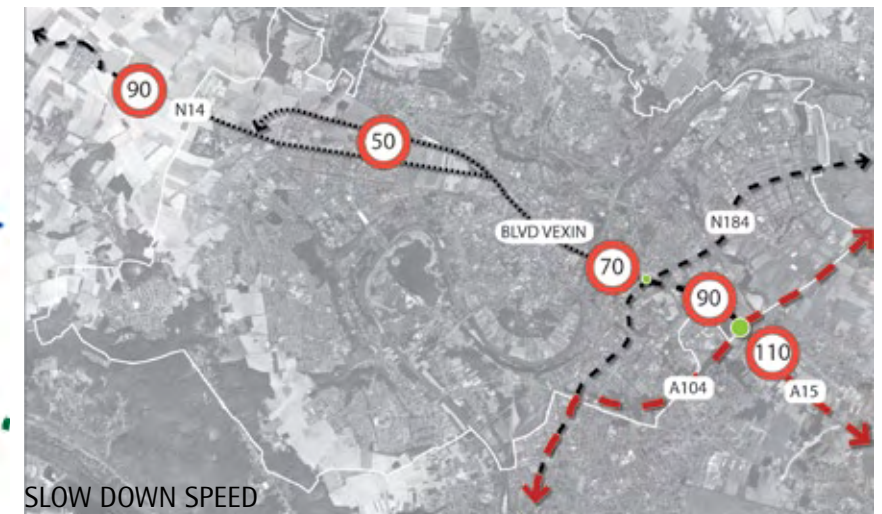 90
N14
50
BLVD VEXIN
N184
70
90
110
A104
A15
SLOW DOWN SPEED